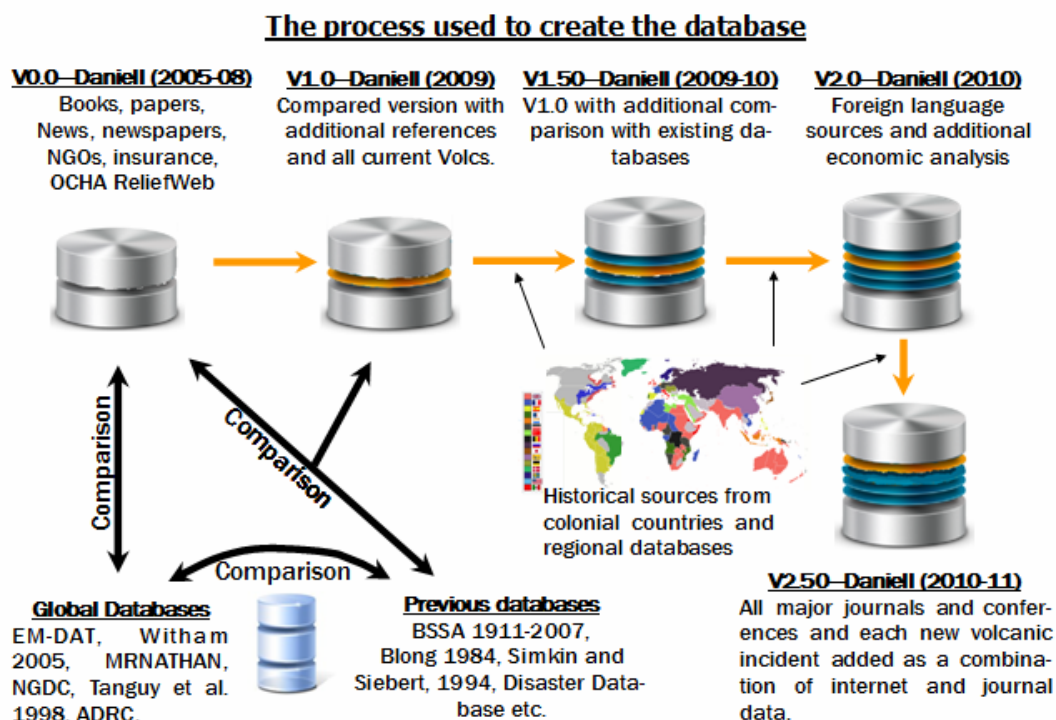 The process used to create the database
V0.0—Daniell (2005-08)
Books, papers,
News, newspapers,
NGOs, insurance,
OCHA ReliefWeb
V1.0—Daniell (2009)
Compared version with
additional references
and all current Volcs.
V1.50—Daniell (2009-10)
V1.0 with additional com-
parison with existing da-
tabases
V2.0—Daniell (2010)
Foreign language
sources and additional
economic analysis
Comparison
Comparison
Comparison
Historical sources from
colonial countries and
regional databases
Global Databases
EM-DAT, Witham
2005, MRNATHAN,
NGDC, Tanguy et al.
1998, ADRC.
Previous databases
BSSA 1911-2007,
Blong 1984, Simkin and
Siebert, 1994, Disaster Data-
base etc.
V2.50—Daniell (2010-11)
All major journals and confer-
ences and each new volcanic
incident added as a combina-
tion of internet and journal
data.